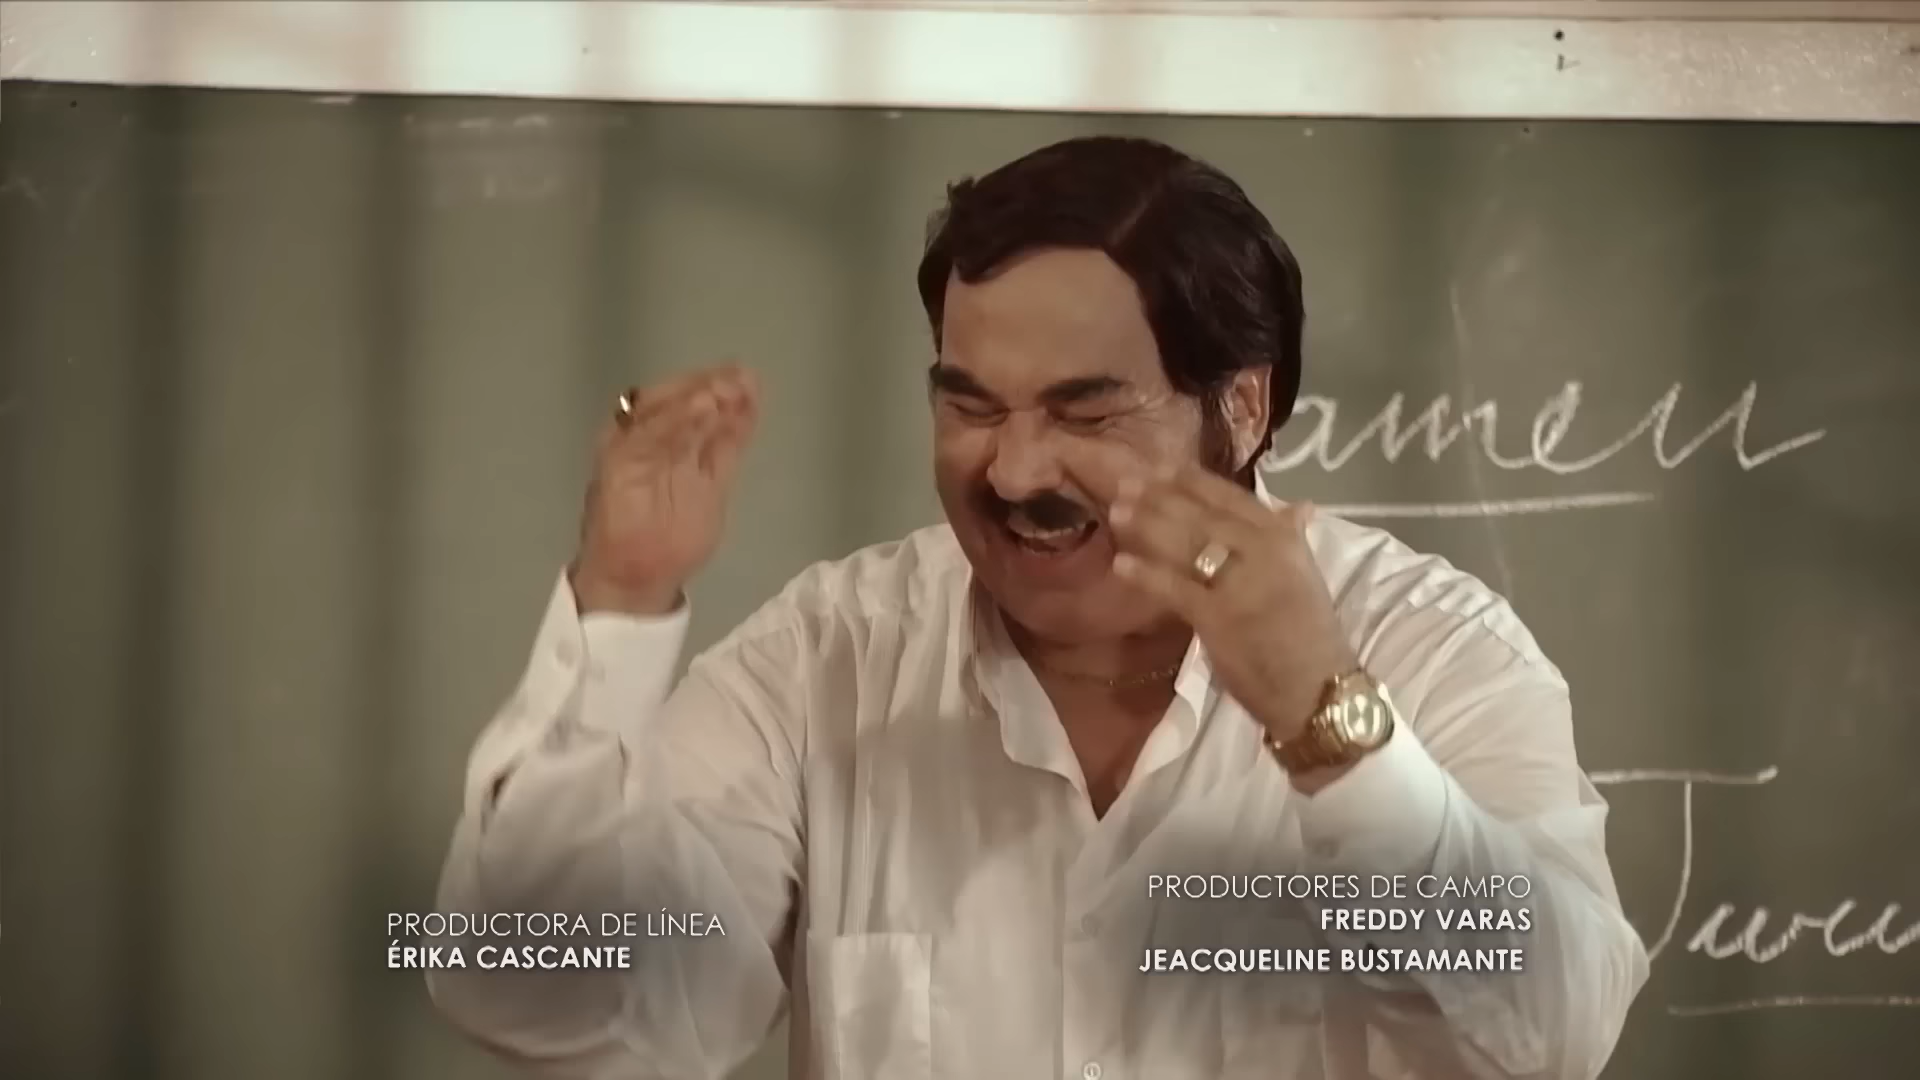 PRODUCTORA DE LÍNEA
ÉRIKA CASCANTE
PRODUCTORES DE CAMPO
FREDDY VARAS
JEACQUELINE BUSTAMANTE